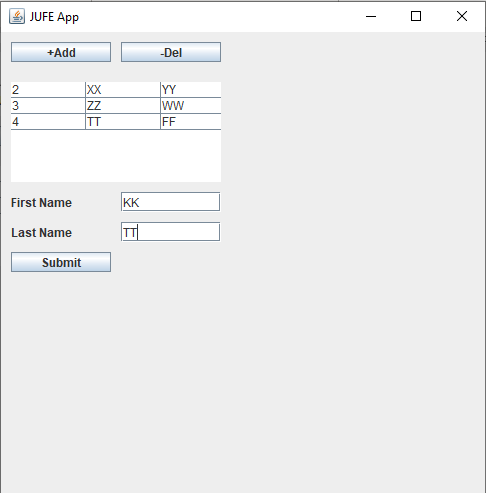 JUFE App
+Add -Del
2 XX YY
3 ZZ WW
4 TT FF
First Name KK
Last Name TT
Submit